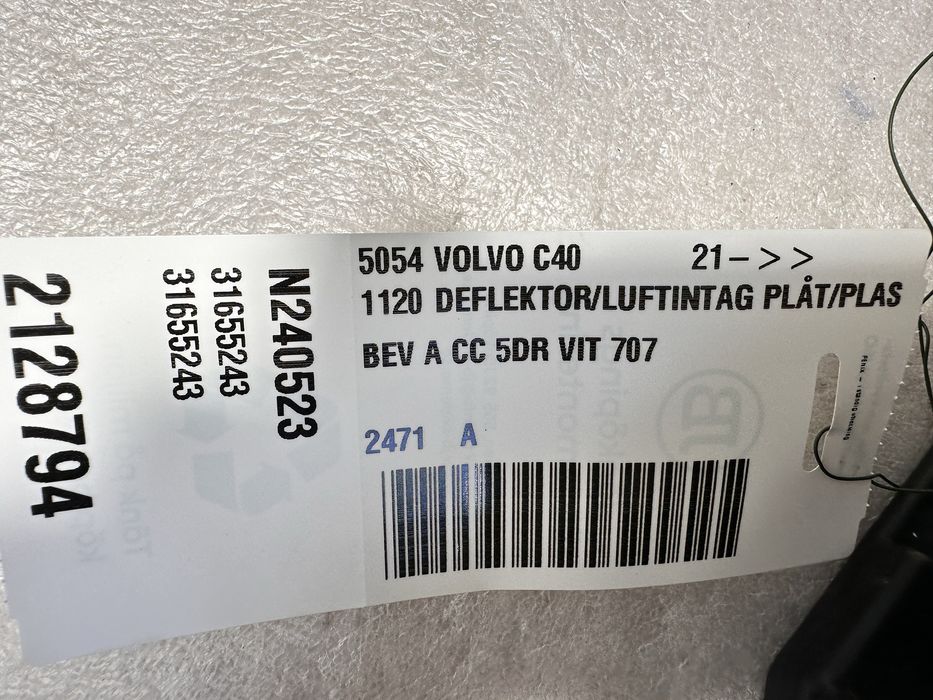 5054 VOLVO C40 21->>
1120 DEFLEKTOR/LUFTINTAG PLÅT/PLAS
BEV A CC 5DR VIT 707
2471 A
N240523
31655243
31655243
2128794